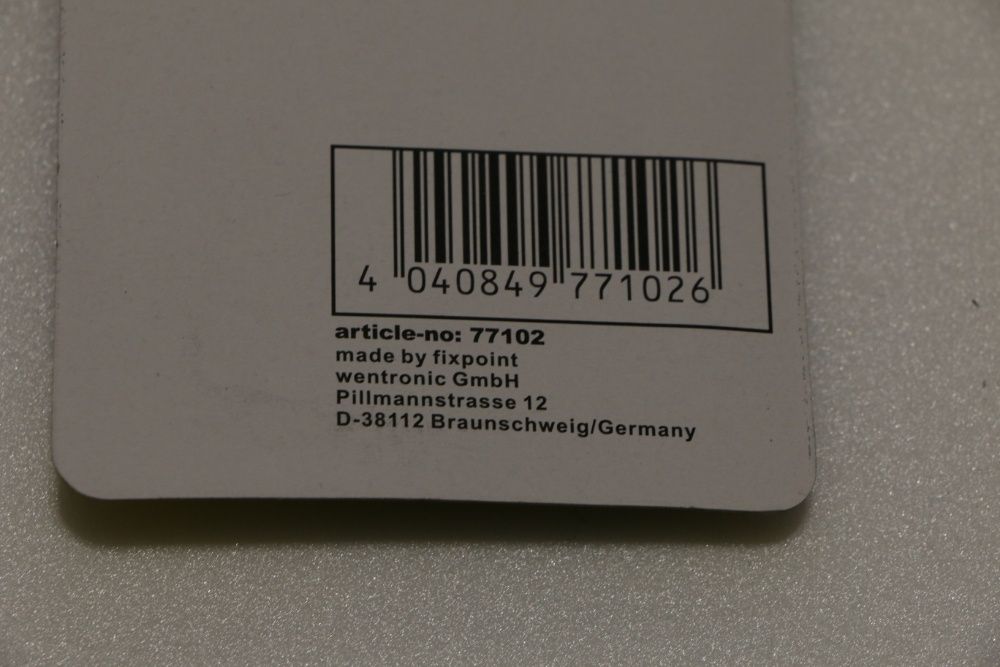 4 040849 771026
article-no: 77102
made by fixpoint
wentronic GmbH
Pillmannstrasse 12
D-38112 Braunschweig/Germany